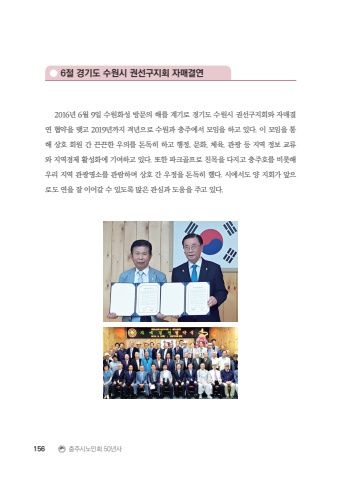 6절 경기도 수원시 권선구지회 자매결연
2016년 6월 9일 수원화성 방문의 해를 계기로 경기도 수원시 권선구지회와 자매결
연 협약을 맺고 2019년까지 격년으로 수원과 충주에서 모임을 하고 있다. 이 모임을 통
해 상호 회원 간 끈끈한 우의를 돈독히 하고 행정, 문화, 체육, 관광 등 지역 정보 교류
와 지역경제 활성화에 기여하고 있다. 또한 파크골프로 친목을 다지고 충주호를 비롯해
우리 지역 관광명소를 관람하여 상호 간 우정을 돈독히 했다. 시에서도 양 지회가 앞으
로도 연을 잘 이어갈 수 있도록 많은 관심과 도움을 주고 있다.
156 충주시노인회 50년사